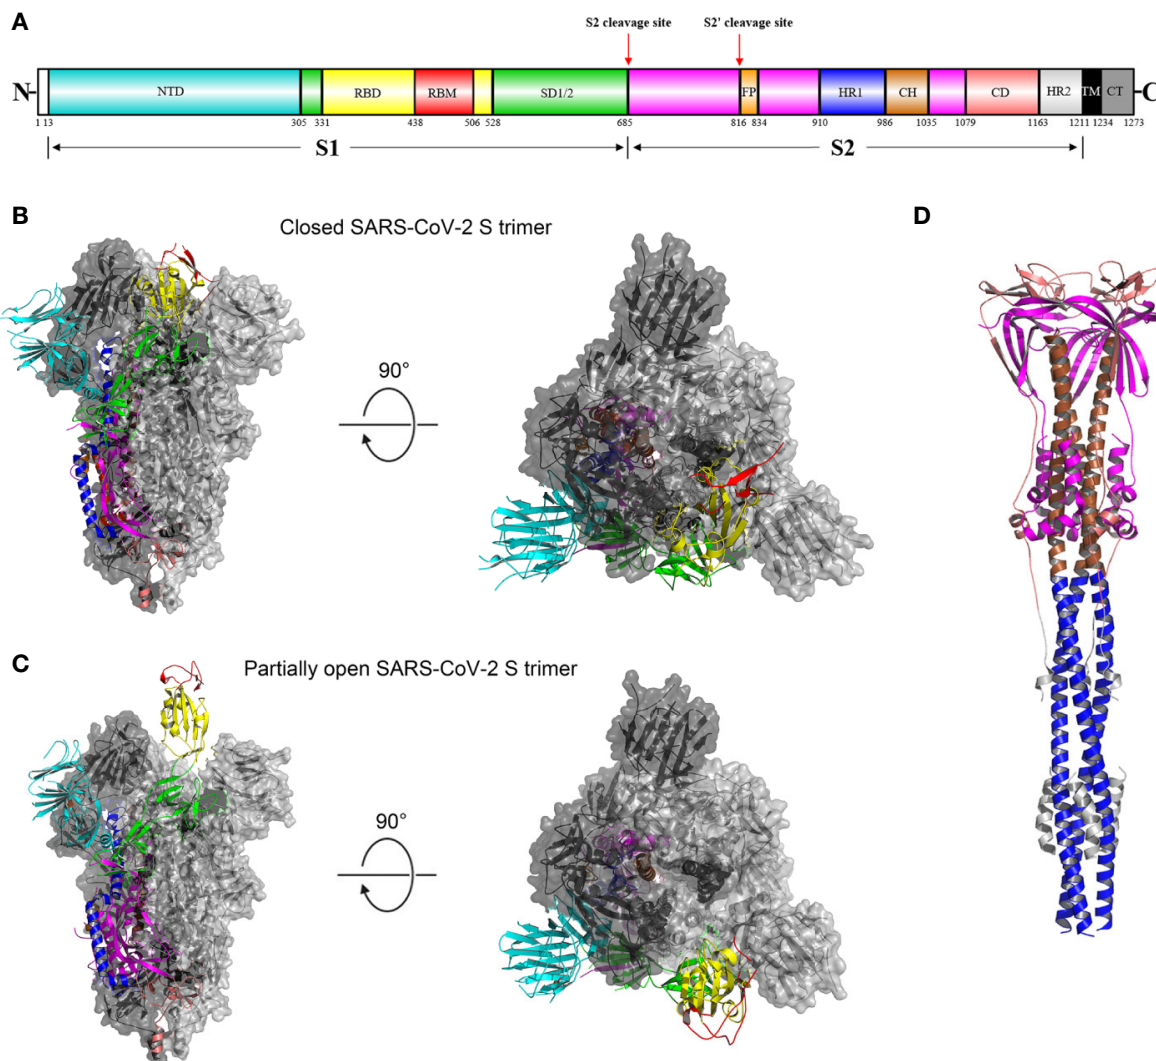 A
S2 cleavage site S2' cleavage site
N NTD RBD RBM SD1/2 FP HR1 CH CD HR2 TM CT C
1 13 305 331 438 506 528 685 816 834 910 986 1035 1079 1163 1211 1234 1273
S1 S2
B
Closed SARS-CoV-2 S trimer
90°
C
Partially open SARS-CoV-2 S trimer
90°
D